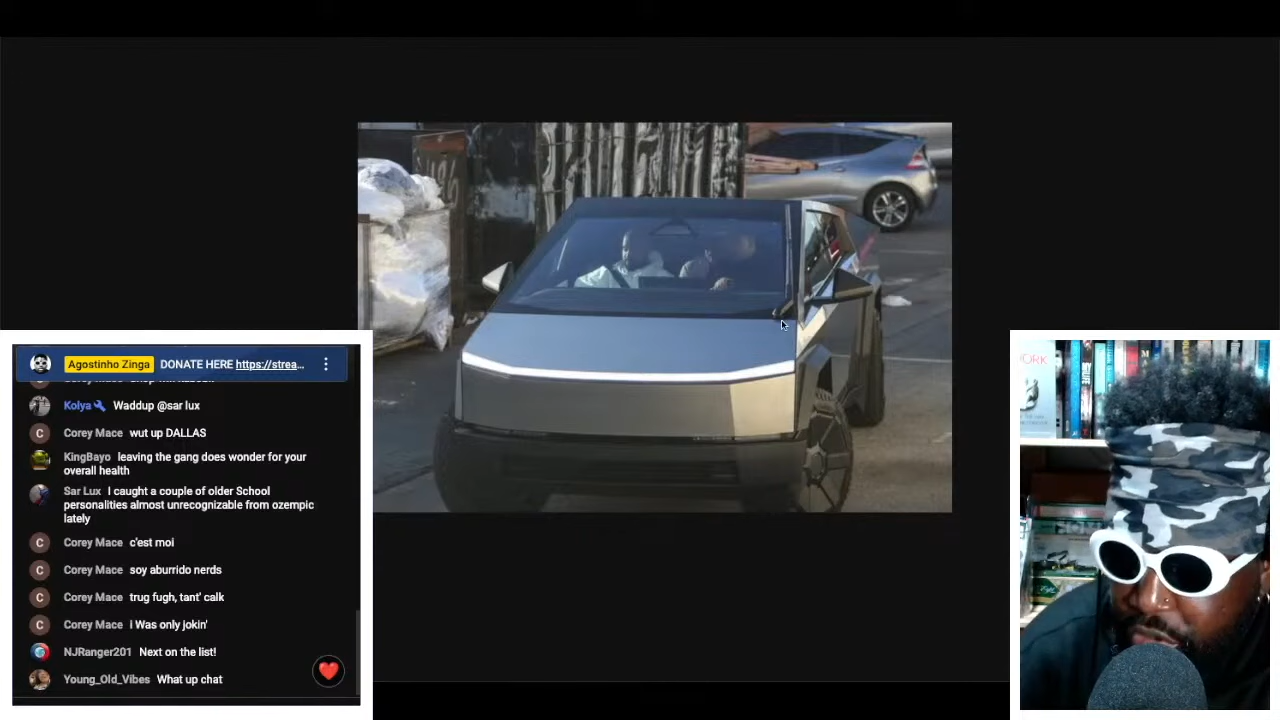 Agostinho Zinga DONATE HERE https://strea...
Kolya Waddup @sar lux
Corey Mace wut up DALLAS
KingBayo leaving the gang does wonder for your
overall health
Sar Lux I caught a couple of older School
personalities almost unrecognizable from ozempic
lately
C Corey Mace c'est moi
C Corey Mace soy aburrido nerds
C Corey Mace trug fugh, tant' calk
C Corey Mace i Was only jokin'
NJRanger201 Next on the list!
Young_Old_Vibes What up chat
ORK